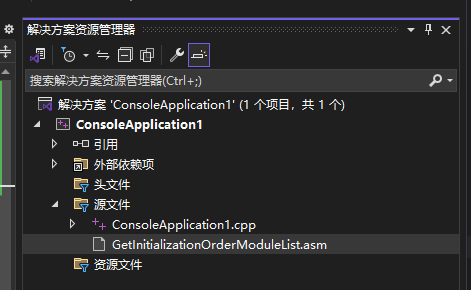 解决方案资源管理器
搜索解决方案资源管理器(Ctrl+;)
解决方案 'ConsoleApplication1' (1 个项目，共 1 个)
ConsoleApplication1
引用
外部依赖项
头文件
源文件
ConsoleApplication1.cpp
GetInitializationOrderModuleList.asm
资源文件